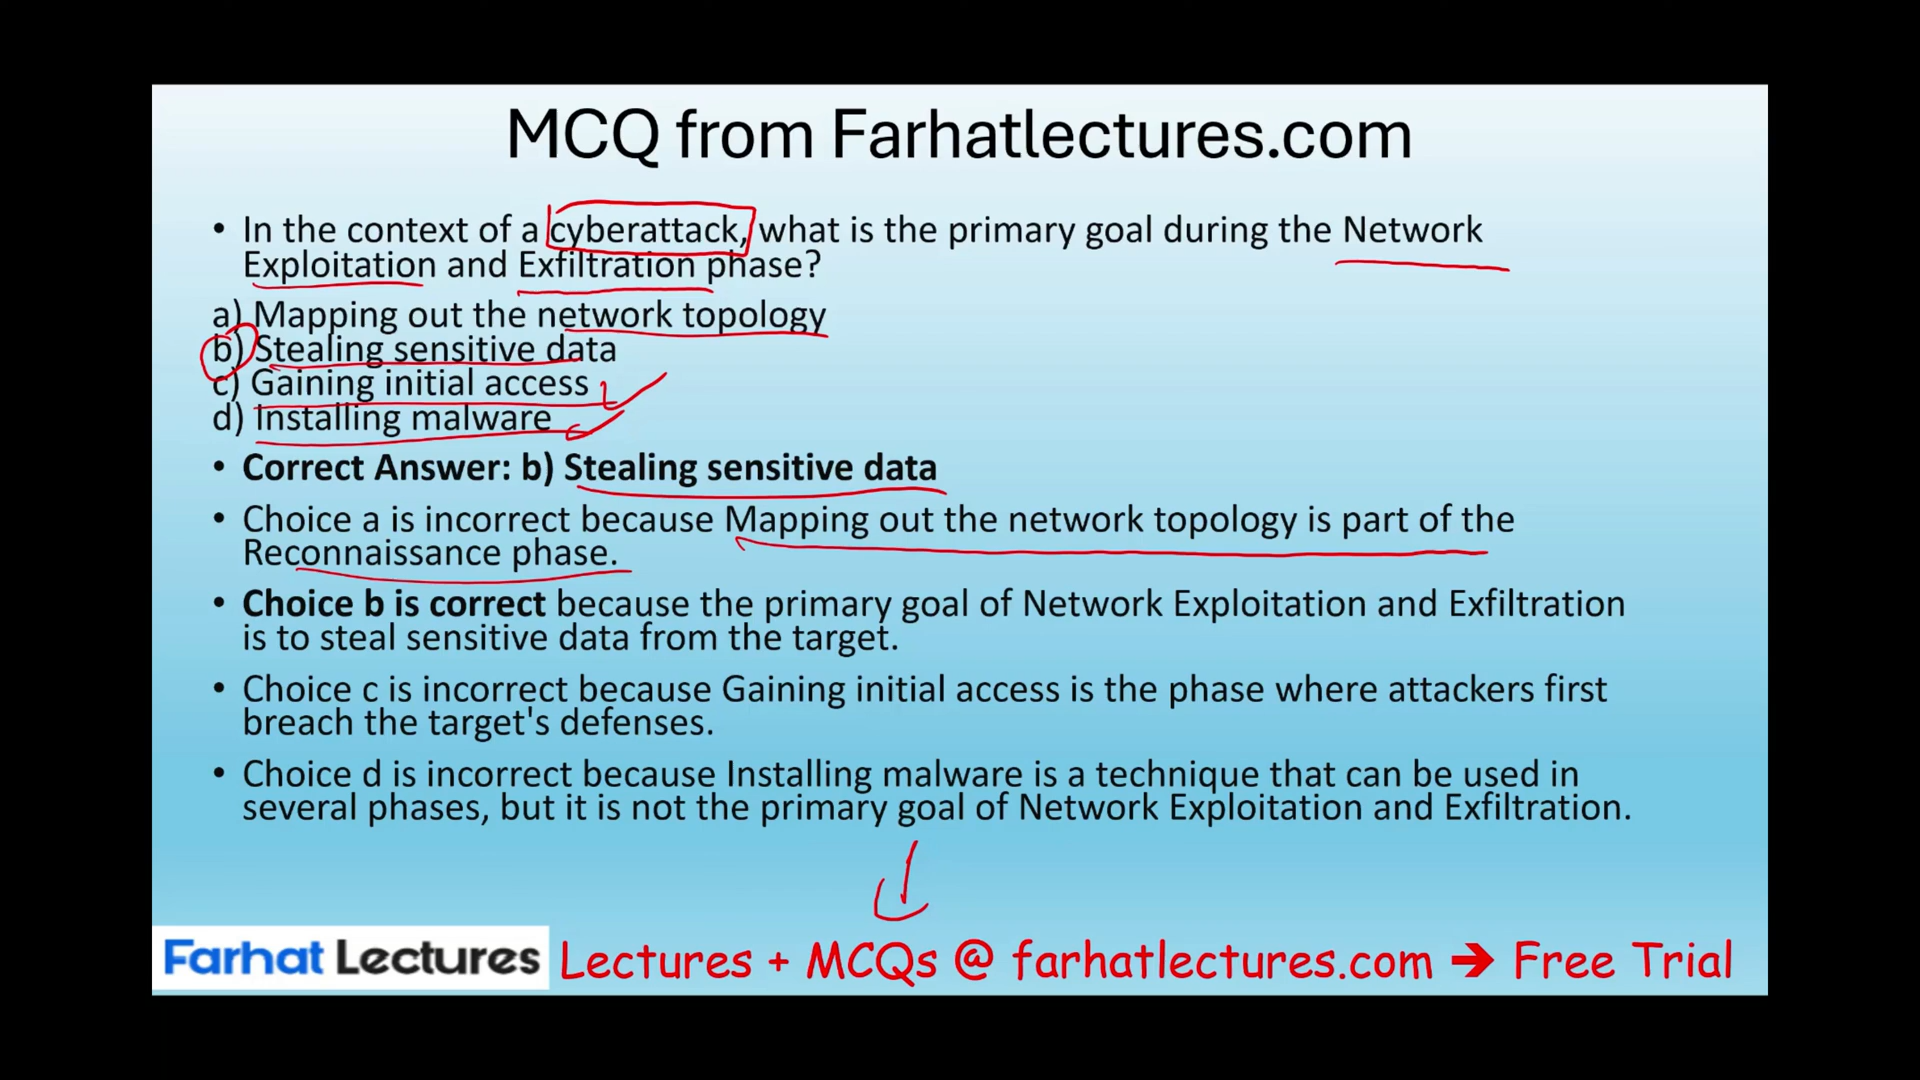 MCQ from Farhatlectures.com
• In the context of a cyberattack, what is the primary goal during the Network
Exploitation and Exfiltration phase?
a) Mapping out the network topology
b) Stealing sensitive data
c) Gaining initial access
d) Installing malware
• Correct Answer: b) Stealing sensitive data
• Choice a is incorrect because Mapping out the network topology is part of the
Reconnaissance phase.
• Choice b is correct because the primary goal of Network Exploitation and Exfiltration
is to steal sensitive data from the target.
• Choice c is incorrect because Gaining initial access is the phase where attackers first
breach the target's defenses.
• Choice d is incorrect because Installing malware is a technique that can be used in
several phases, but it is not the primary goal of Network Exploitation and Exfiltration.
Farhat Lectures Lectures + MCQs @ farhatlectures.com → Free Trial